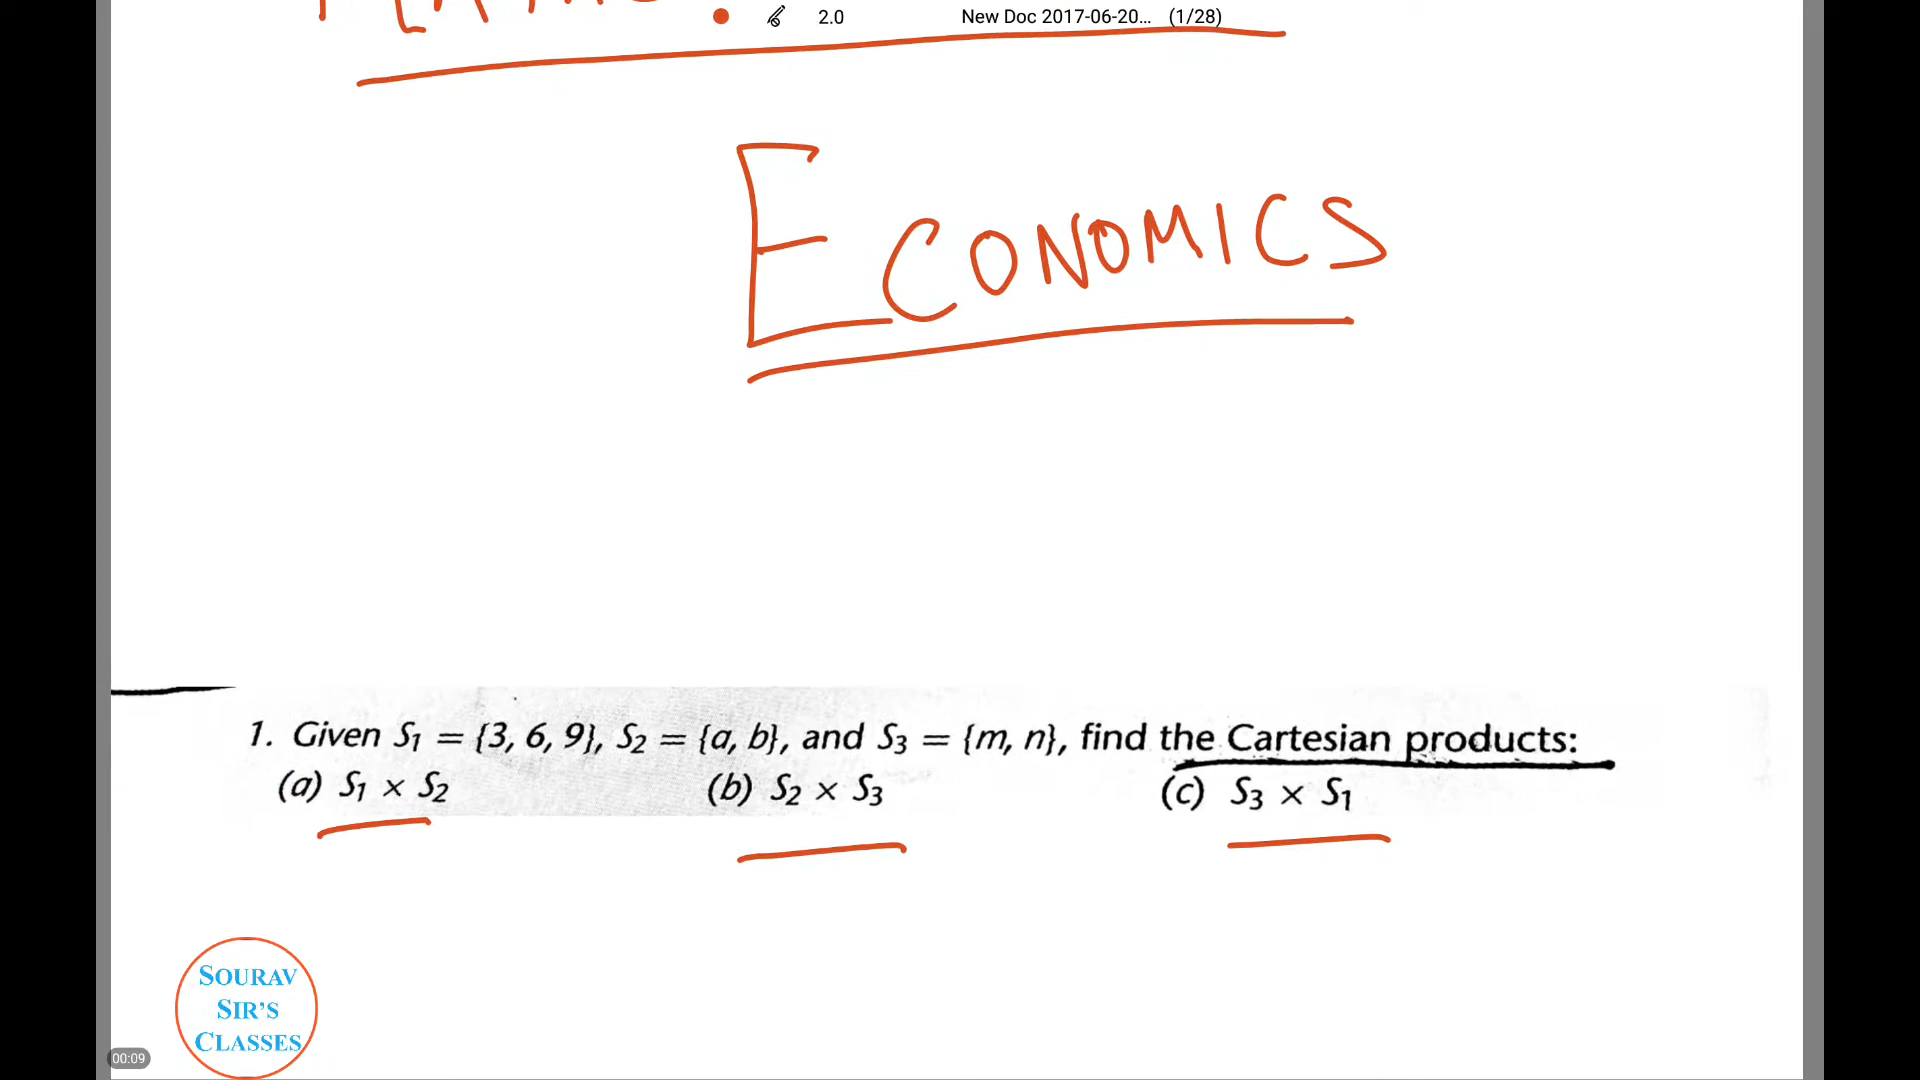 2.0 New Doc 2017-06-20... (1/28)
ECONOMICS
1. Given S₁ = {3, 6, 9}, S₂ = {a, b}, and S₃ = {m, n}, find the Cartesian products:
(a) S₁ × S₂ (b) S₂ × S₃ (c) S₃ × S₁
SOURAV
SIR'S
CLASSES
00:09